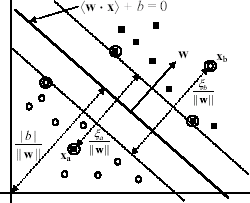 ⟨w • x⟩ + b = 0
w
x_b
ξ_b / ||w||
|b| / ||w||
ξ_a / ||w||
x_a